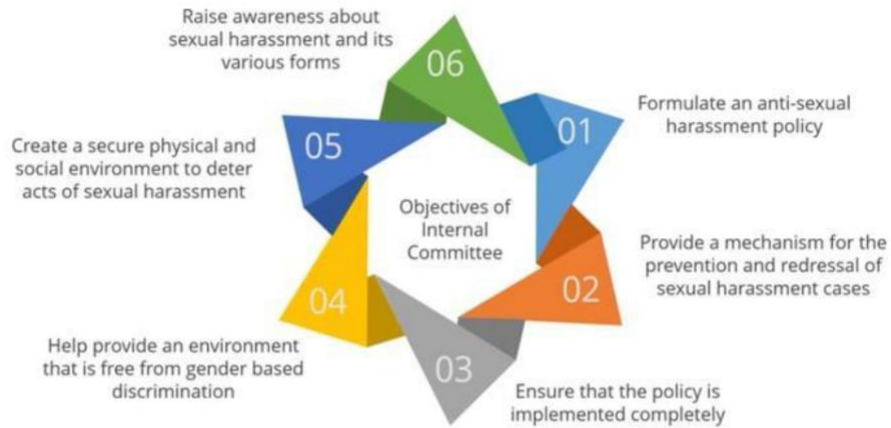 Objectives of
Internal
Committee
01
Formulate an anti-sexual
harassment policy
02
Provide a mechanism for the
prevention and redressal of
sexual harassment cases
03
Ensure that the policy is
implemented completely
04
Help provide an environment
that is free from gender based
discrimination
05
Create a secure physical and
social environment to deter
acts of sexual harassment
06
Raise awareness about
sexual harassment and its
various forms